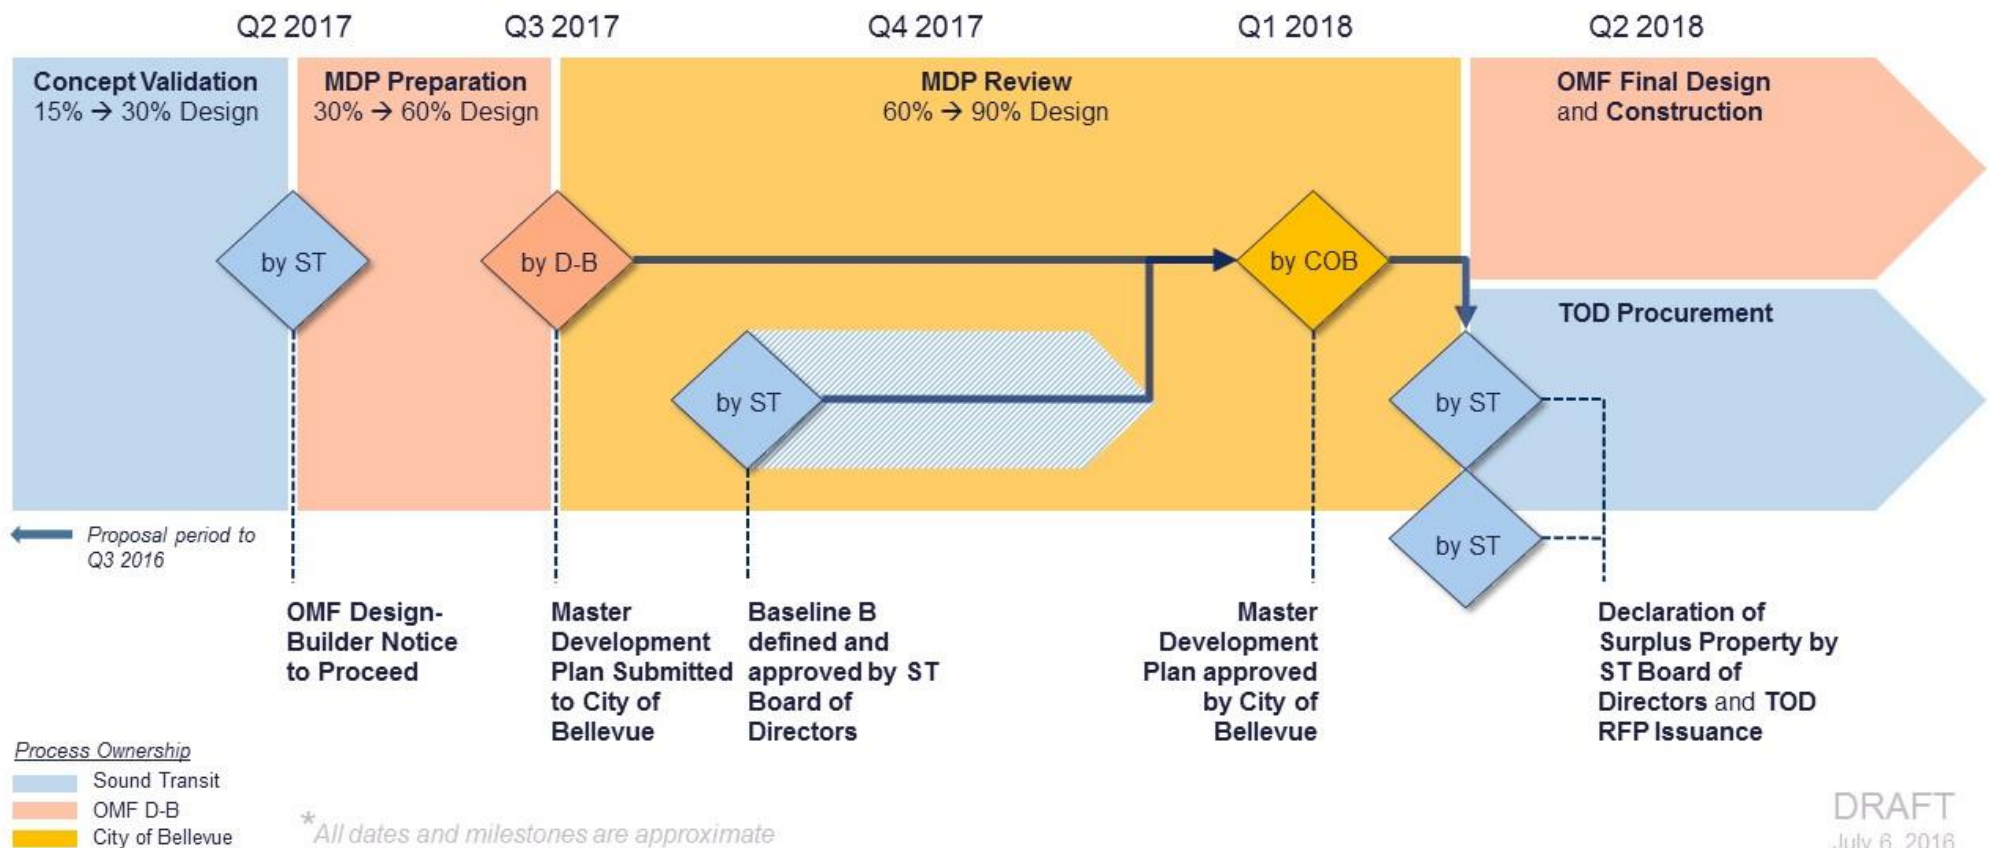 Q2 2017
Q3 2017
Q4 2017
Q1 2018
Q2 2018
Concept Validation
15% → 30% Design
MDP Preparation
30% → 60% Design
MDP Review
60% → 90% Design
OMF Final Design
and Construction
by ST
by D-B
by COB
TOD Procurement
by ST
by ST
by ST
Proposal period to
Q3 2016
OMF Design-
Builder Notice
to Proceed
Master
Development
Plan Submitted
to City of
Bellevue
Baseline B
defined and
approved by ST
Board of
Directors
Master
Development
Plan approved
by City of
Bellevue
Declaration of
Surplus Property by
ST Board of
Directors and TOD
RFP Issuance
Process Ownership
Sound Transit
OMF D-B
City of Bellevue
*All dates and milestones are approximate
DRAFT
July 6, 2016